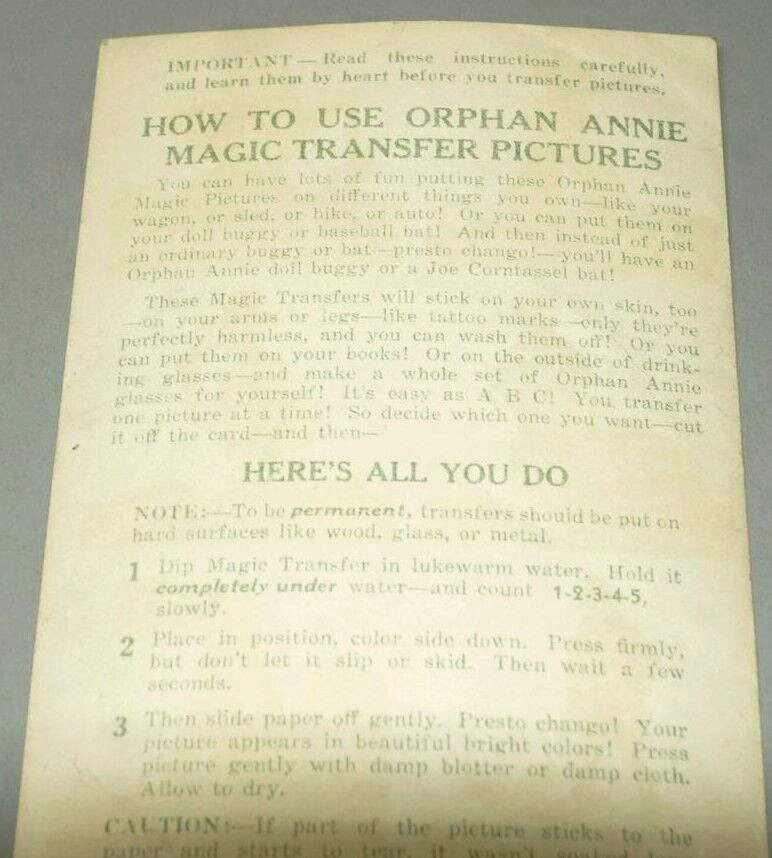 IMPORTANT — Read these instructions carefully,
and learn them by heart before you transfer pictures.
HOW TO USE ORPHAN ANNIE
MAGIC TRANSFER PICTURES
You can have lots of fun putting these Orphan Annie
Magic Pictures on different things you own—like your
wagon, or sled, or bike, or auto! Or you can put them on
your doll buggy or baseball bat! And then instead of just
an ordinary buggy or bat—presto chango!—you'll have an
Orphan Annie doll buggy or a Joe Corntassel bat!
These Magic Transfers will stick on your own skin, too
—on your arms or legs—like tattoo marks—only they're
perfectly harmless, and you can wash them off! Or you
can put them on your books! Or on the outside of drink-
ing glasses—and make a whole set of Orphan Annie
glasses for yourself! It's easy as A B C! You transfer
one picture at a time! So decide which one you want—cut
it off the card—and then—
HERE'S ALL YOU DO
NOTE:—To be permanent, transfers should be put on
hard surfaces like wood, glass, or metal.
1 Dip Magic Transfer in lukewarm water. Hold it
completely under water—and count 1-2-3-4-5,
slowly.
2 Place in position, color side down. Press firmly,
but don't let it slip or skid. Then wait a few
seconds.
3 Then slide paper off gently. Presto chango! Your
picture appears in beautiful bright colors! Press
picture gently with damp blotter or damp cloth.
Allow to dry.
CAUTION:—If part of the picture sticks to the
paper and starts to tear, it wasn't soaked